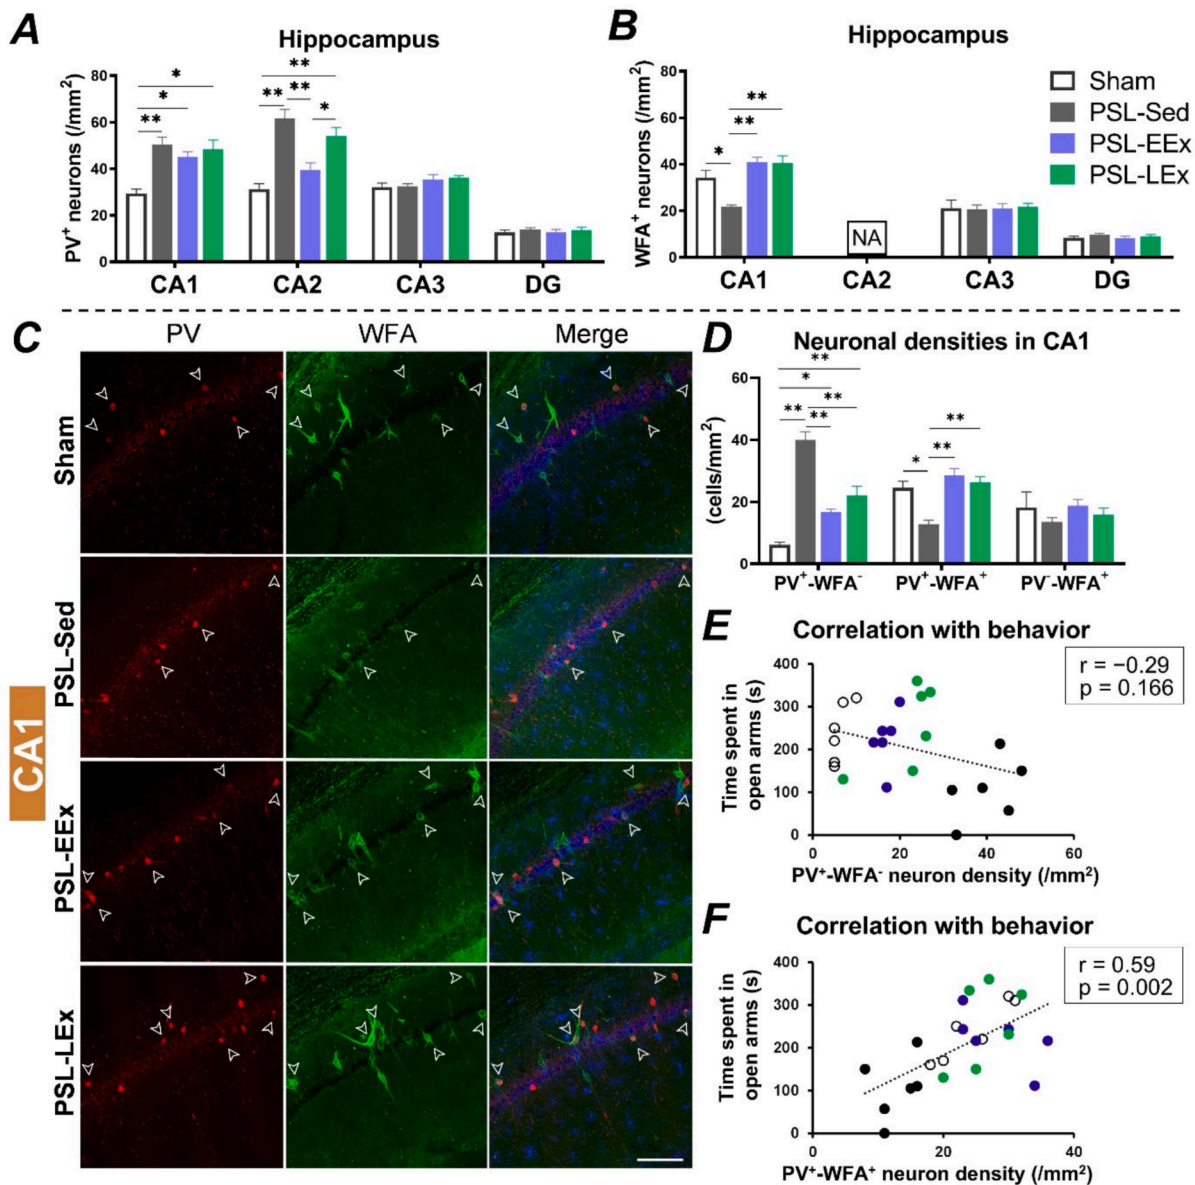 A
Hippocampus
PV+ neurons (/mm2)
80
60
40
20
0
**
*
*
**
**
**
**
*
CA1
CA2
CA3
DG
B
Hippocampus
WFA+ neurons (/mm2)
80
60
40
20
0
*
**
**
NA
CA1
CA2
CA3
DG
Sham
PSL-Sed
PSL-EEx
PSL-LEx
C
PV
WFA
Merge
CA1
Sham
PSL-Sed
PSL-EEx
PSL-LEx
D
Neuronal densities in CA1
(cells/mm2)
60
40
20
0
**
*
**
**
**
*
**
**
PV+-WFA-
PV+-WFA+
PV--WFA+
E
Correlation with behavior
r = −0.29
p = 0.166
Time spent in
open arms (s)
400
300
200
100
0
0
20
40
60
PV+-WFA- neuron density (/mm2)
F
Correlation with behavior
r = 0.59
p = 0.002
Time spent in
open arms (s)
400
300
200
100
0
0
20
40
PV+-WFA+ neuron density (/mm2)